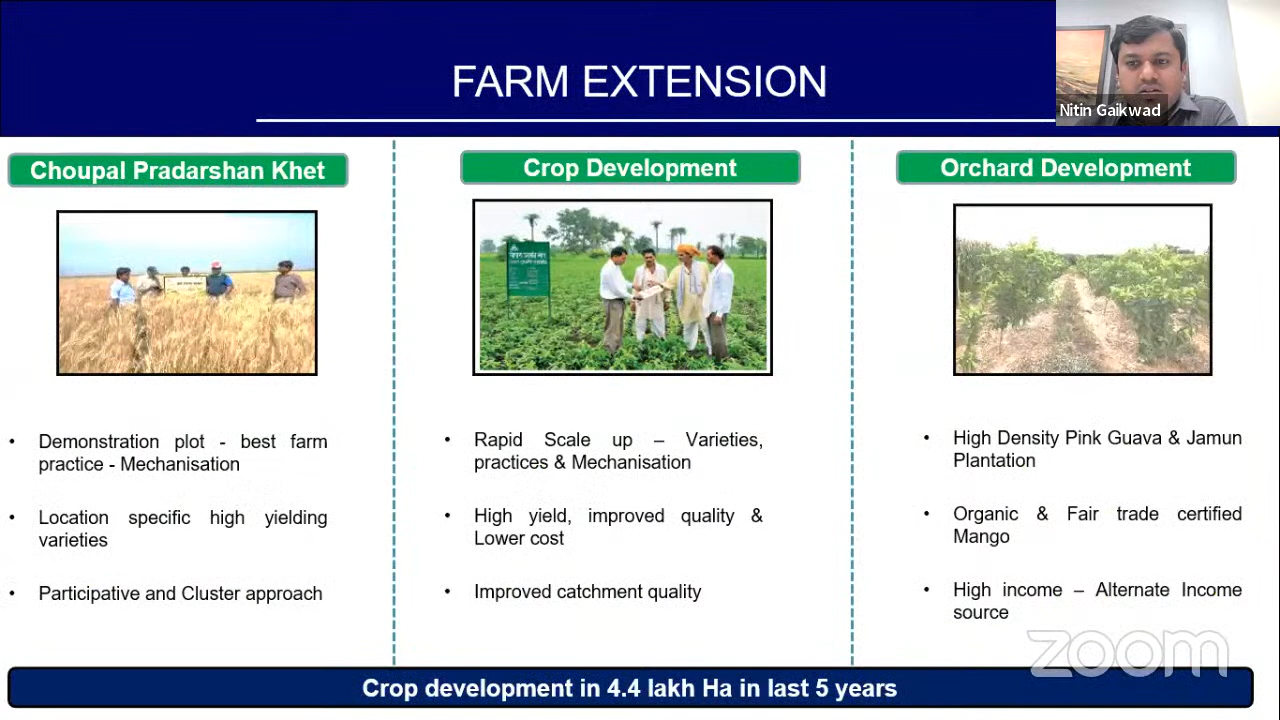 FARM EXTENSION
Nitin Gaikwad
Choupal Pradarshan Khet
• Demonstration plot - best farm
practice - Mechanisation
• Location specific high yielding
varieties
• Participative and Cluster approach
Crop Development
• Rapid Scale up – Varieties,
practices & Mechanisation
• High yield, improved quality &
Lower cost
• Improved catchment quality
Orchard Development
• High Density Pink Guava & Jamun
Plantation
• Organic & Fair trade certified
Mango
• High income – Alternate Income
source
zoom
Crop development in 4.4 lakh Ha in last 5 years